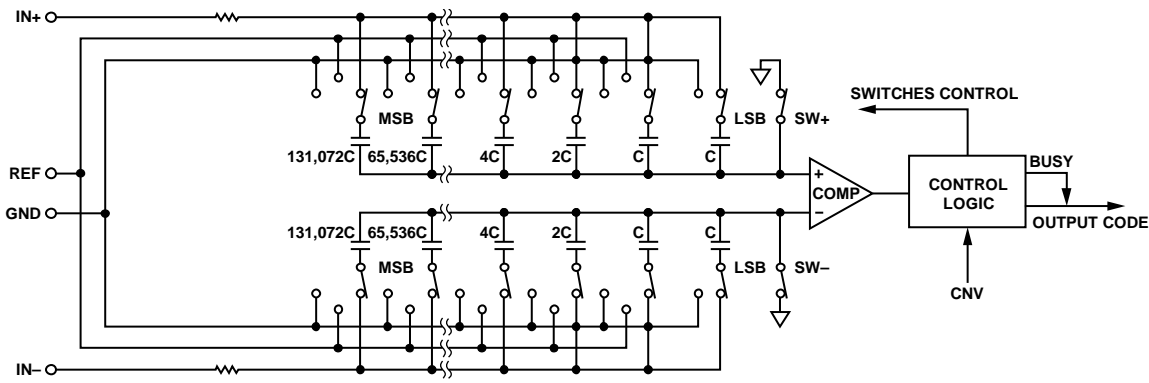 IN+
SWITCHES CONTROL
MSB
LSB
SW+
131,072C 65,536C 4C 2C C C
BUSY
REF
+
COMP
CONTROL
LOGIC
GND
–
OUTPUT CODE
131,072C 65,536C 4C 2C C C
MSB
LSB
SW–
CNV
IN–